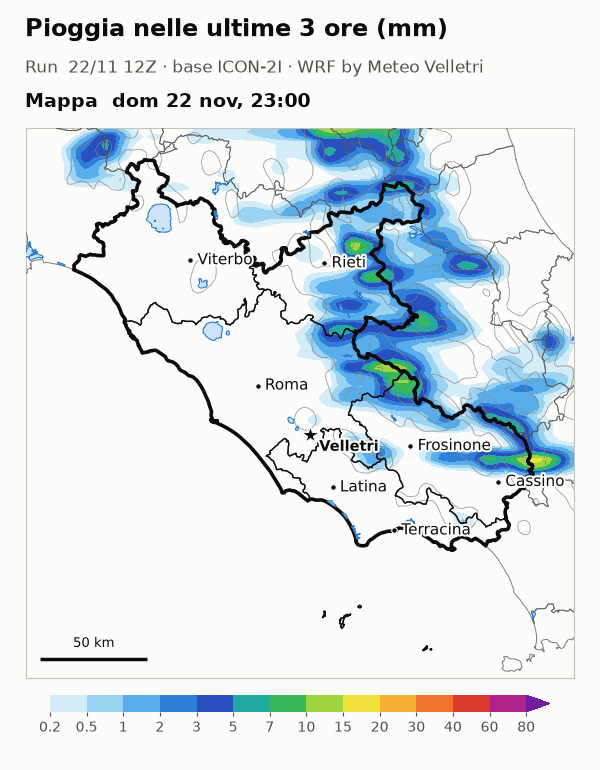 Pioggia nelle ultime 3 ore (mm)
Run  22/11 12Z · base ICON-2I · WRF by Meteo Velletri
Mappa  dom 22 nov, 23:00
Viterbo
Rieti
Roma
Velletri
Frosinone
Latina
Cassino
Terracina
50 km
0.2 0.5 1 2 3 5 7 10 15 20 30 40 60 80